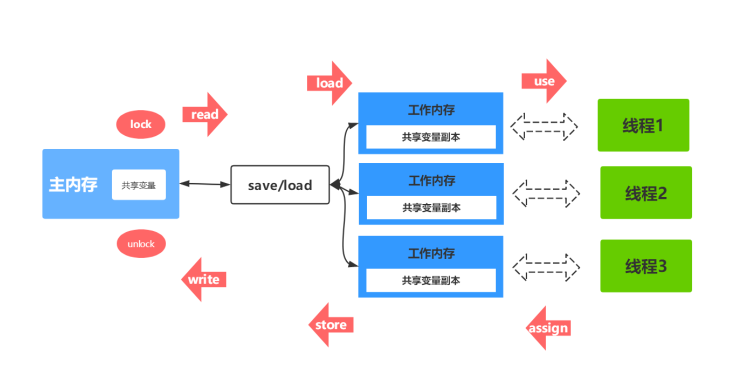 load
use
read
lock
工作内存
共享变量副本
线程1
主内存
共享变量
save/load
工作内存
共享变量副本
线程2
unlock
工作内存
共享变量副本
线程3
write
store
assign